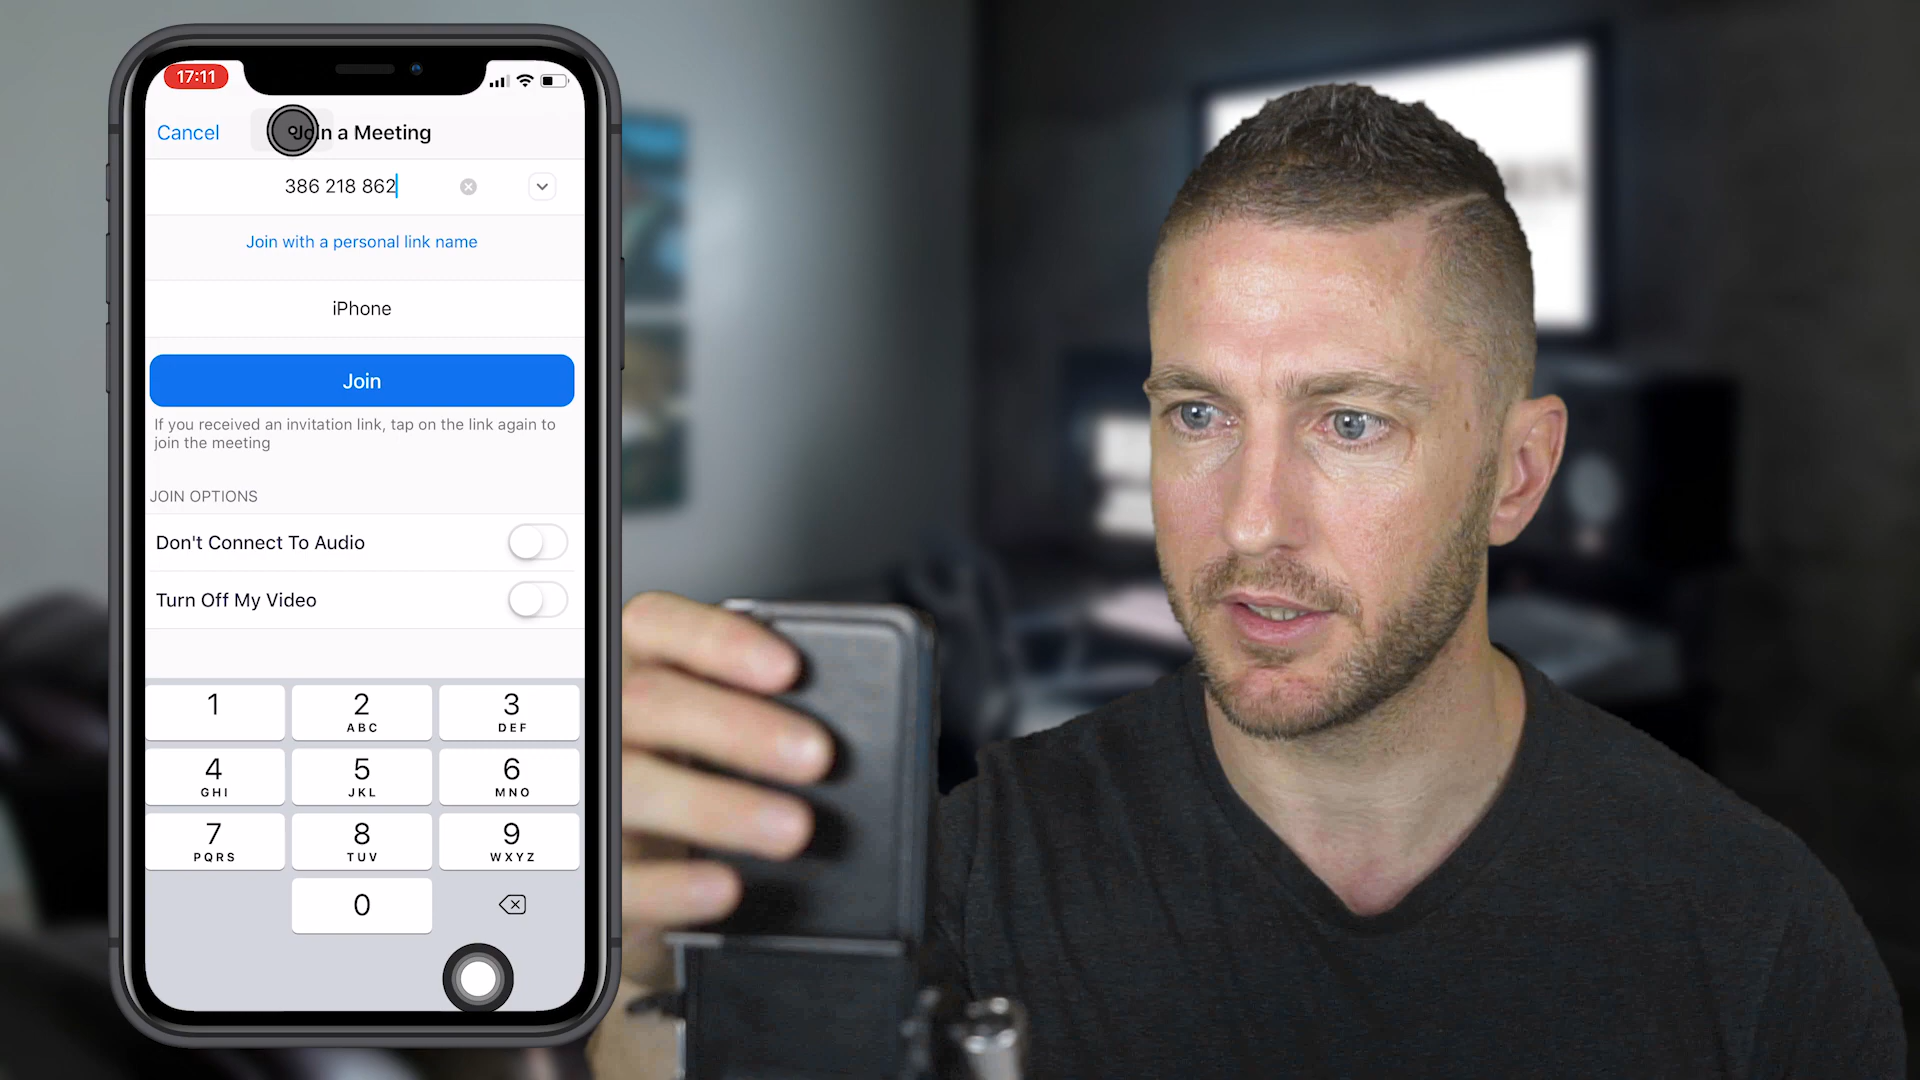 17:11
Cancel
Join a Meeting
386 218 862
Join with a personal link name
iPhone
Join
If you received an invitation link, tap on the link again to
join the meeting
JOIN OPTIONS
Don't Connect To Audio
Turn Off My Video
1
2
ABC
3
DEF
4
GHI
5
JKL
6
MNO
7
PQRS
8
TUV
9
WXYZ
0